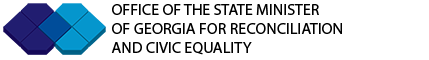 OFFICE OF THE STATE MINISTER
OF GEORGIA FOR RECONCILIATION
AND CIVIC EQUALITY